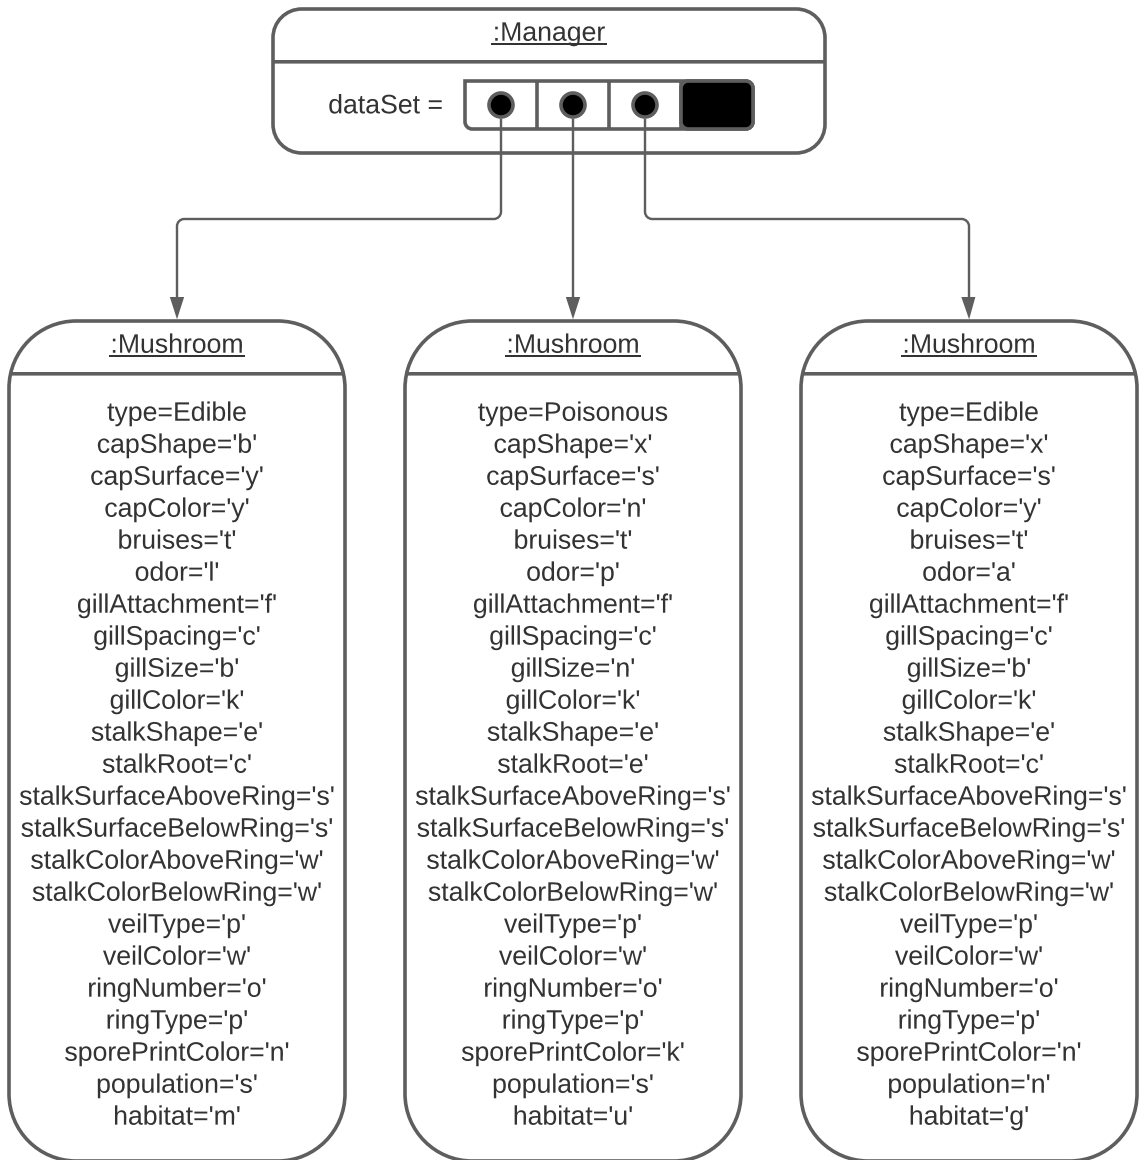 :Manager
dataSet =
:Mushroom
type=Edible
capShape='b'
capSurface='y'
capColor='y'
bruises='t'
odor='l'
gillAttachment='f'
gillSpacing='c'
gillSize='b'
gillColor='k'
stalkShape='e'
stalkRoot='c'
stalkSurfaceAboveRing='s'
stalkSurfaceBelowRing='s'
stalkColorAboveRing='w'
stalkColorBelowRing='w'
veilType='p'
veilColor='w'
ringNumber='o'
ringType='p'
sporePrintColor='n'
population='s'
habitat='m'
:Mushroom
type=Poisonous
capShape='x'
capSurface='s'
capColor='n'
bruises='t'
odor='p'
gillAttachment='f'
gillSpacing='c'
gillSize='n'
gillColor='k'
stalkShape='e'
stalkRoot='e'
stalkSurfaceAboveRing='s'
stalkSurfaceBelowRing='s'
stalkColorAboveRing='w'
stalkColorBelowRing='w'
veilType='p'
veilColor='w'
ringNumber='o'
ringType='p'
sporePrintColor='k'
population='s'
habitat='u'
:Mushroom
type=Edible
capShape='x'
capSurface='s'
capColor='y'
bruises='t'
odor='a'
gillAttachment='f'
gillSpacing='c'
gillSize='b'
gillColor='k'
stalkShape='e'
stalkRoot='c'
stalkSurfaceAboveRing='s'
stalkSurfaceBelowRing='s'
stalkColorAboveRing='w'
stalkColorBelowRing='w'
veilType='p'
veilColor='w'
ringNumber='o'
ringType='p'
sporePrintColor='n'
population='n'
habitat='g'